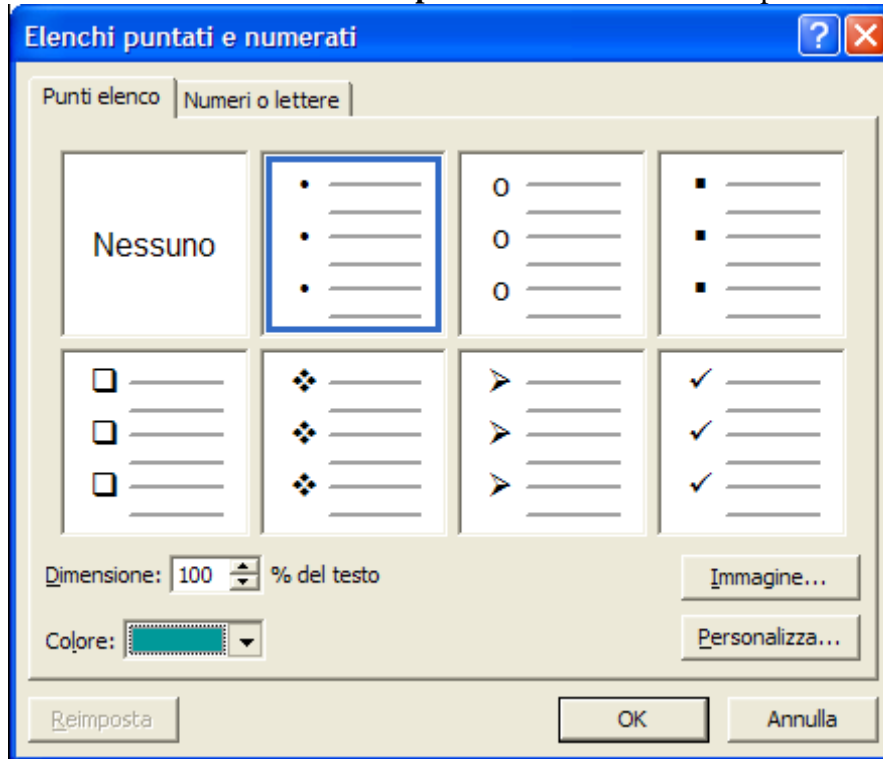 Elenchi puntati e numerati
Punti elenco Numeri o lettere
Nessuno
Dimensione: 100 % del testo
Immagine...
Colore:
Personalizza...
Reimposta OK Annulla